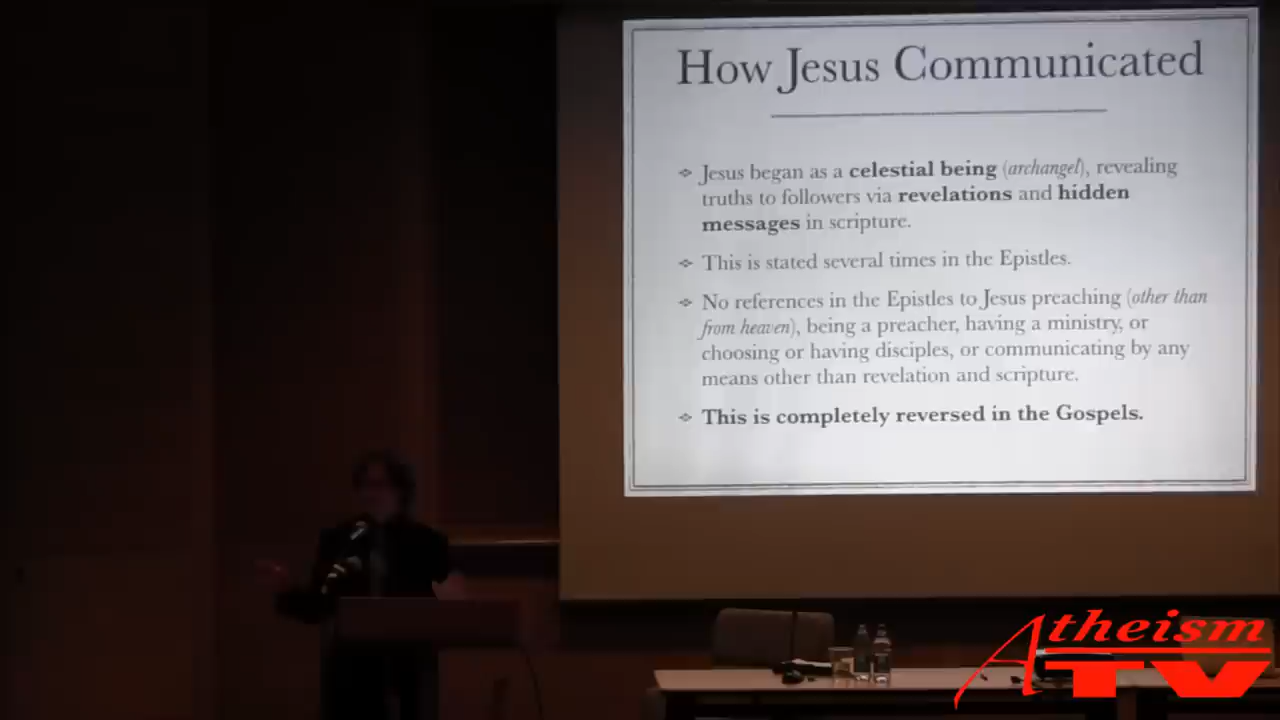 How Jesus Communicated
Jesus began as a celestial being (archangel), revealing
truths to followers via revelations and hidden
messages in scripture.
This is stated several times in the Epistles.
No references in the Epistles to Jesus preaching (other than
from heaven), being a preacher, having a ministry, or
choosing or having disciples, or communicating by any
means other than revelation and scripture.
This is completely reversed in the Gospels.
Atheism
TV